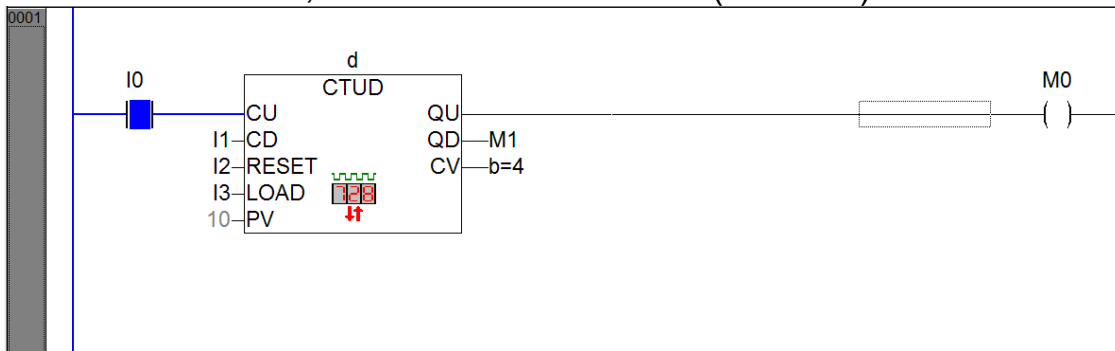 0001
d
I0
CTUD
M0
CU QU
I1 CD QD M1
I2 RESET CV b=4
I3 LOAD 728
10 PV